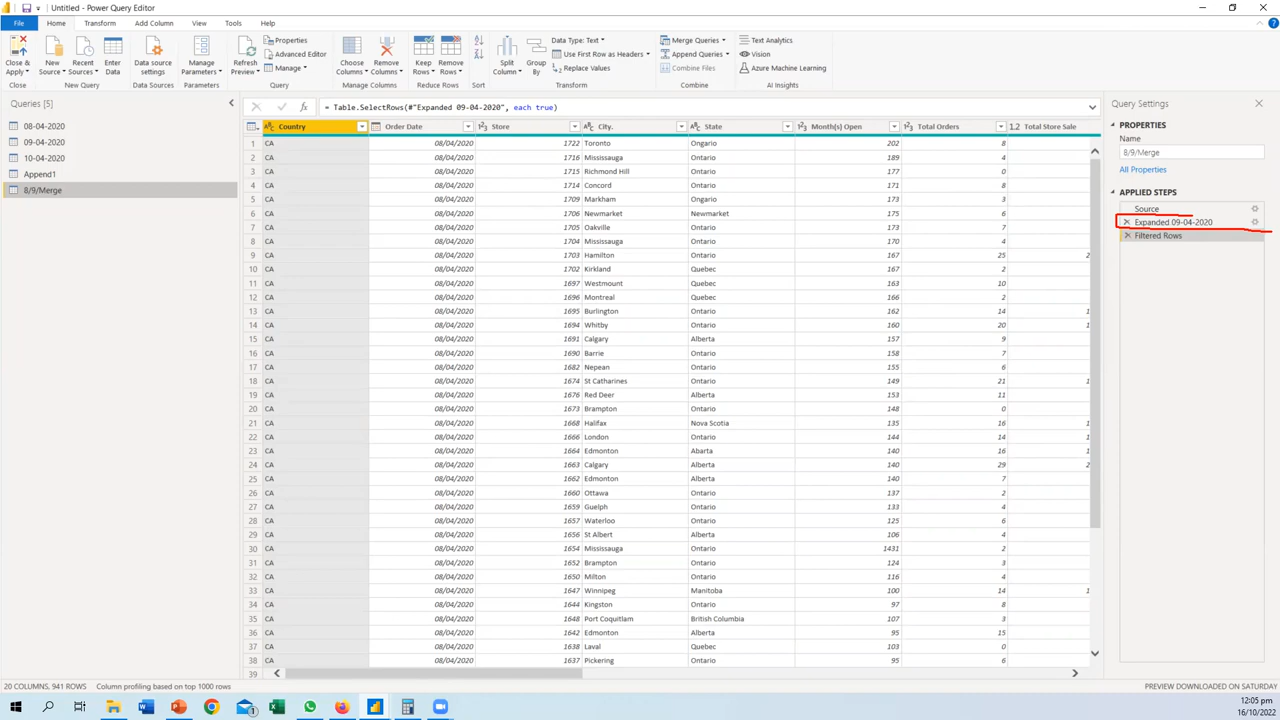 Untitled - Power Query Editor
File Home Transform Add Column View Tools Help
Close & Apply
New Source
Recent Sources
Enter Data
Data source settings
Manage Parameters
Refresh Preview
Properties
Advanced Editor
Manage
Choose Columns
Remove Columns
Keep Rows
Remove Rows
Split Column
Group By
Data Type: Text
Use First Row as Headers
Replace Values
Merge Queries
Append Queries
Combine Files
Text Analytics
Vision
Azure Machine Learning
Close New Query Data Sources Parameters Query Manage Columns Reduce Rows Sort Transform Combine AI Insights
Queries [5]
08-04-2020
09-04-2020
10-04-2020
Append1
8/9/Merge
= Table.SelectRows(#"Expanded 09-04-2020", each true)
Country Order Date Store City. State Month(s) Open Total Orders Total Store Sale
1 CA 08/04/2020 1722 Toronto Ongario 202 8
2 CA 08/04/2020 1716 Mississauga Ontario 189 4
3 CA 08/04/2020 1715 Richmond Hill Ontario 177 0
4 CA 08/04/2020 1714 Concord Ontario 171 8
5 CA 08/04/2020 1709 Markham Ontario 173 3
6 CA 08/04/2020 1706 Newmarket Newmarket 175 6
7 CA 08/04/2020 1705 Oakville Ontario 173 7
8 CA 08/04/2020 1704 Mississauga Ontario 170 4
9 CA 08/04/2020 1703 Hamilton Ontario 167 25 2
10 CA 08/04/2020 1702 Kirkland Quebec 167 2
11 CA 08/04/2020 1697 Westmount Quebec 163 10
12 CA 08/04/2020 1696 Montreal Quebec 166 2
13 CA 08/04/2020 1695 Burlington Ontario 162 14 1
14 CA 08/04/2020 1694 Whitby Ontario 160 20 1
15 CA 08/04/2020 1691 Calgary Alberta 157 9
16 CA 08/04/2020 1690 Barrie Ontario 158 7
17 CA 08/04/2020 1682 Nepean Ontario 155 6
18 CA 08/04/2020 1674 St Catharines Ontario 149 21 1
19 CA 08/04/2020 1676 Red Deer Alberta 153 11
20 CA 08/04/2020 1673 Brampton Ontario 148 0
21 CA 08/04/2020 1668 Halifax Nova Scotia 135 16 1
22 CA 08/04/2020 1666 London Ontario 144 14 1
23 CA 08/04/2020 1664 Edmonton Abarta 140 16 1
24 CA 08/04/2020 1663 Calgary Alberta 140 29 2
25 CA 08/04/2020 1662 Edmonton Alberta 140 7
26 CA 08/04/2020 1660 Ottawa Ontario 137 2
27 CA 08/04/2020 1659 Guelph Ontario 133 4
28 CA 08/04/2020 1657 Waterloo Ontario 125 6
29 CA 08/04/2020 1656 St Albert Alberta 106 4
30 CA 08/04/2020 1654 Mississauga Ontario 1431 2
31 CA 08/04/2020 1652 Brampton Ontario 124 3
32 CA 08/04/2020 1650 Milton Ontario 116 4
33 CA 08/04/2020 1647 Winnipeg Manitoba 100 14 1
34 CA 08/04/2020 1644 Kingston Ontario 97 8
35 CA 08/04/2020 1648 Port Coquitlam British Columbia 107 3
36 CA 08/04/2020 1642 Edmonton Alberta 95 15
37 CA 08/04/2020 1638 Laval Quebec 103 0
38 CA 08/04/2020 1637 Pickering Ontario 95 6
39
Query Settings
PROPERTIES
Name
8/9/Merge
All Properties
APPLIED STEPS
Source
Expanded 09-04-2020
Filtered Rows
20 COLUMNS, 941 ROWS Column profiling based on top 1000 rows PREVIEW DOWNLOADED ON SATURDAY
12:05 pm
16/10/2022